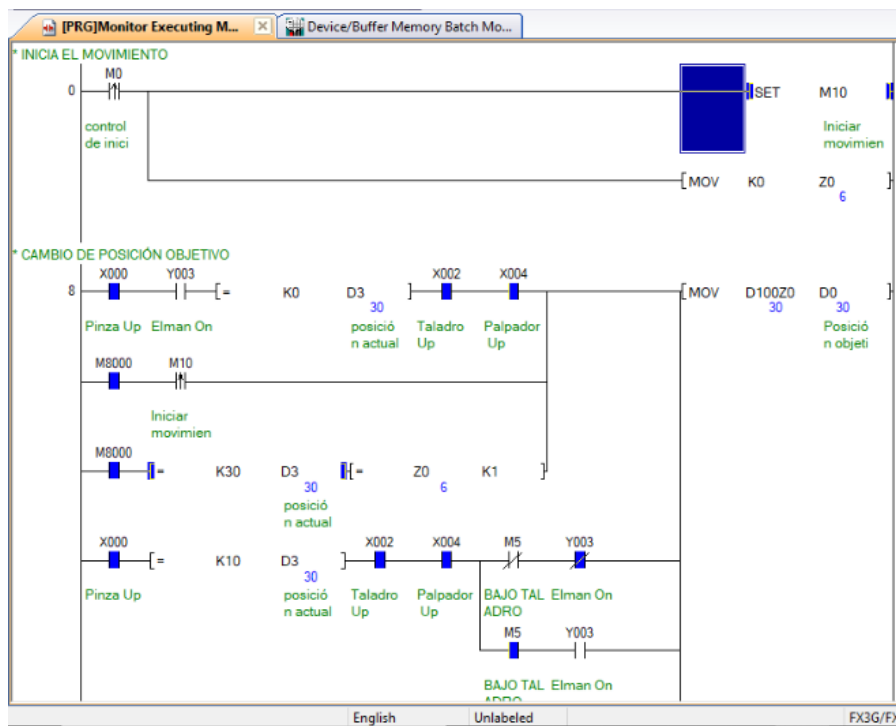 [PRG]Monitor Executing M... Device/Buffer Memory Batch Mo...
* INICIA EL MOVIMIENTO
M0
0 SET M10
control de inici
Iniciar movimien
MOV K0 Z0
6
* CAMBIO DE POSICIÓN OBJETIVO
X000 Y003 X002 X004
8 = K0 D3 MOV D100Z0 D0
30 30 30
Pinza Up Elman On posició n actual Taladro Up Palpador Up Posició n objeti
M8000 M10
Iniciar movimien
M8000
= K30 D3 = Z0 K1
30 6
posició n actual
X000 X002 X004 M5 Y003
= K10 D3
30
Pinza Up posició n actual Taladro Up Palpador Up BAJO TAL ADRO Elman On
M5 Y003
BAJO TAL Elman On
ADRO
English Unlabeled FX3G/FX